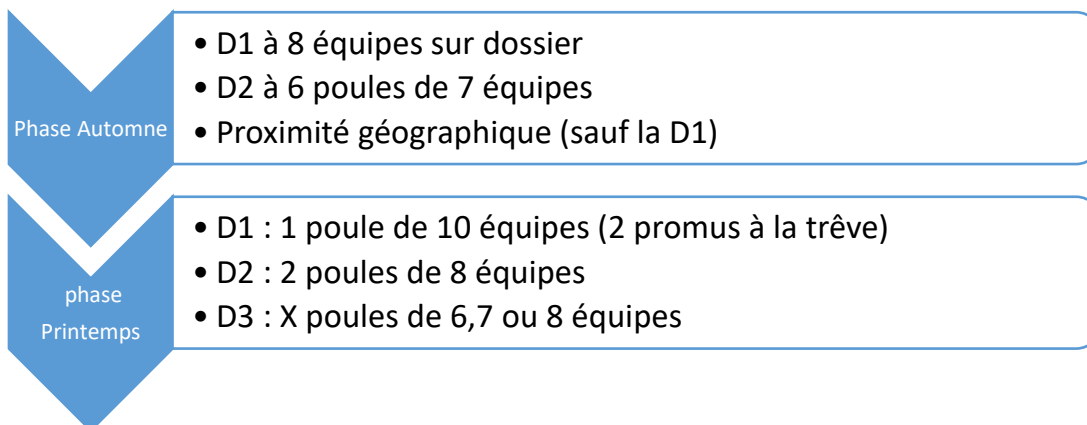 Phase Automne
• D1 à 8 équipes sur dossier
• D2 à 6 poules de 7 équipes
• Proximité géographique (sauf la D1)
phase
Printemps
• D1 : 1 poule de 10 équipes (2 promus à la trêve)
• D2 : 2 poules de 8 équipes
• D3 : X poules de 6,7 ou 8 équipes